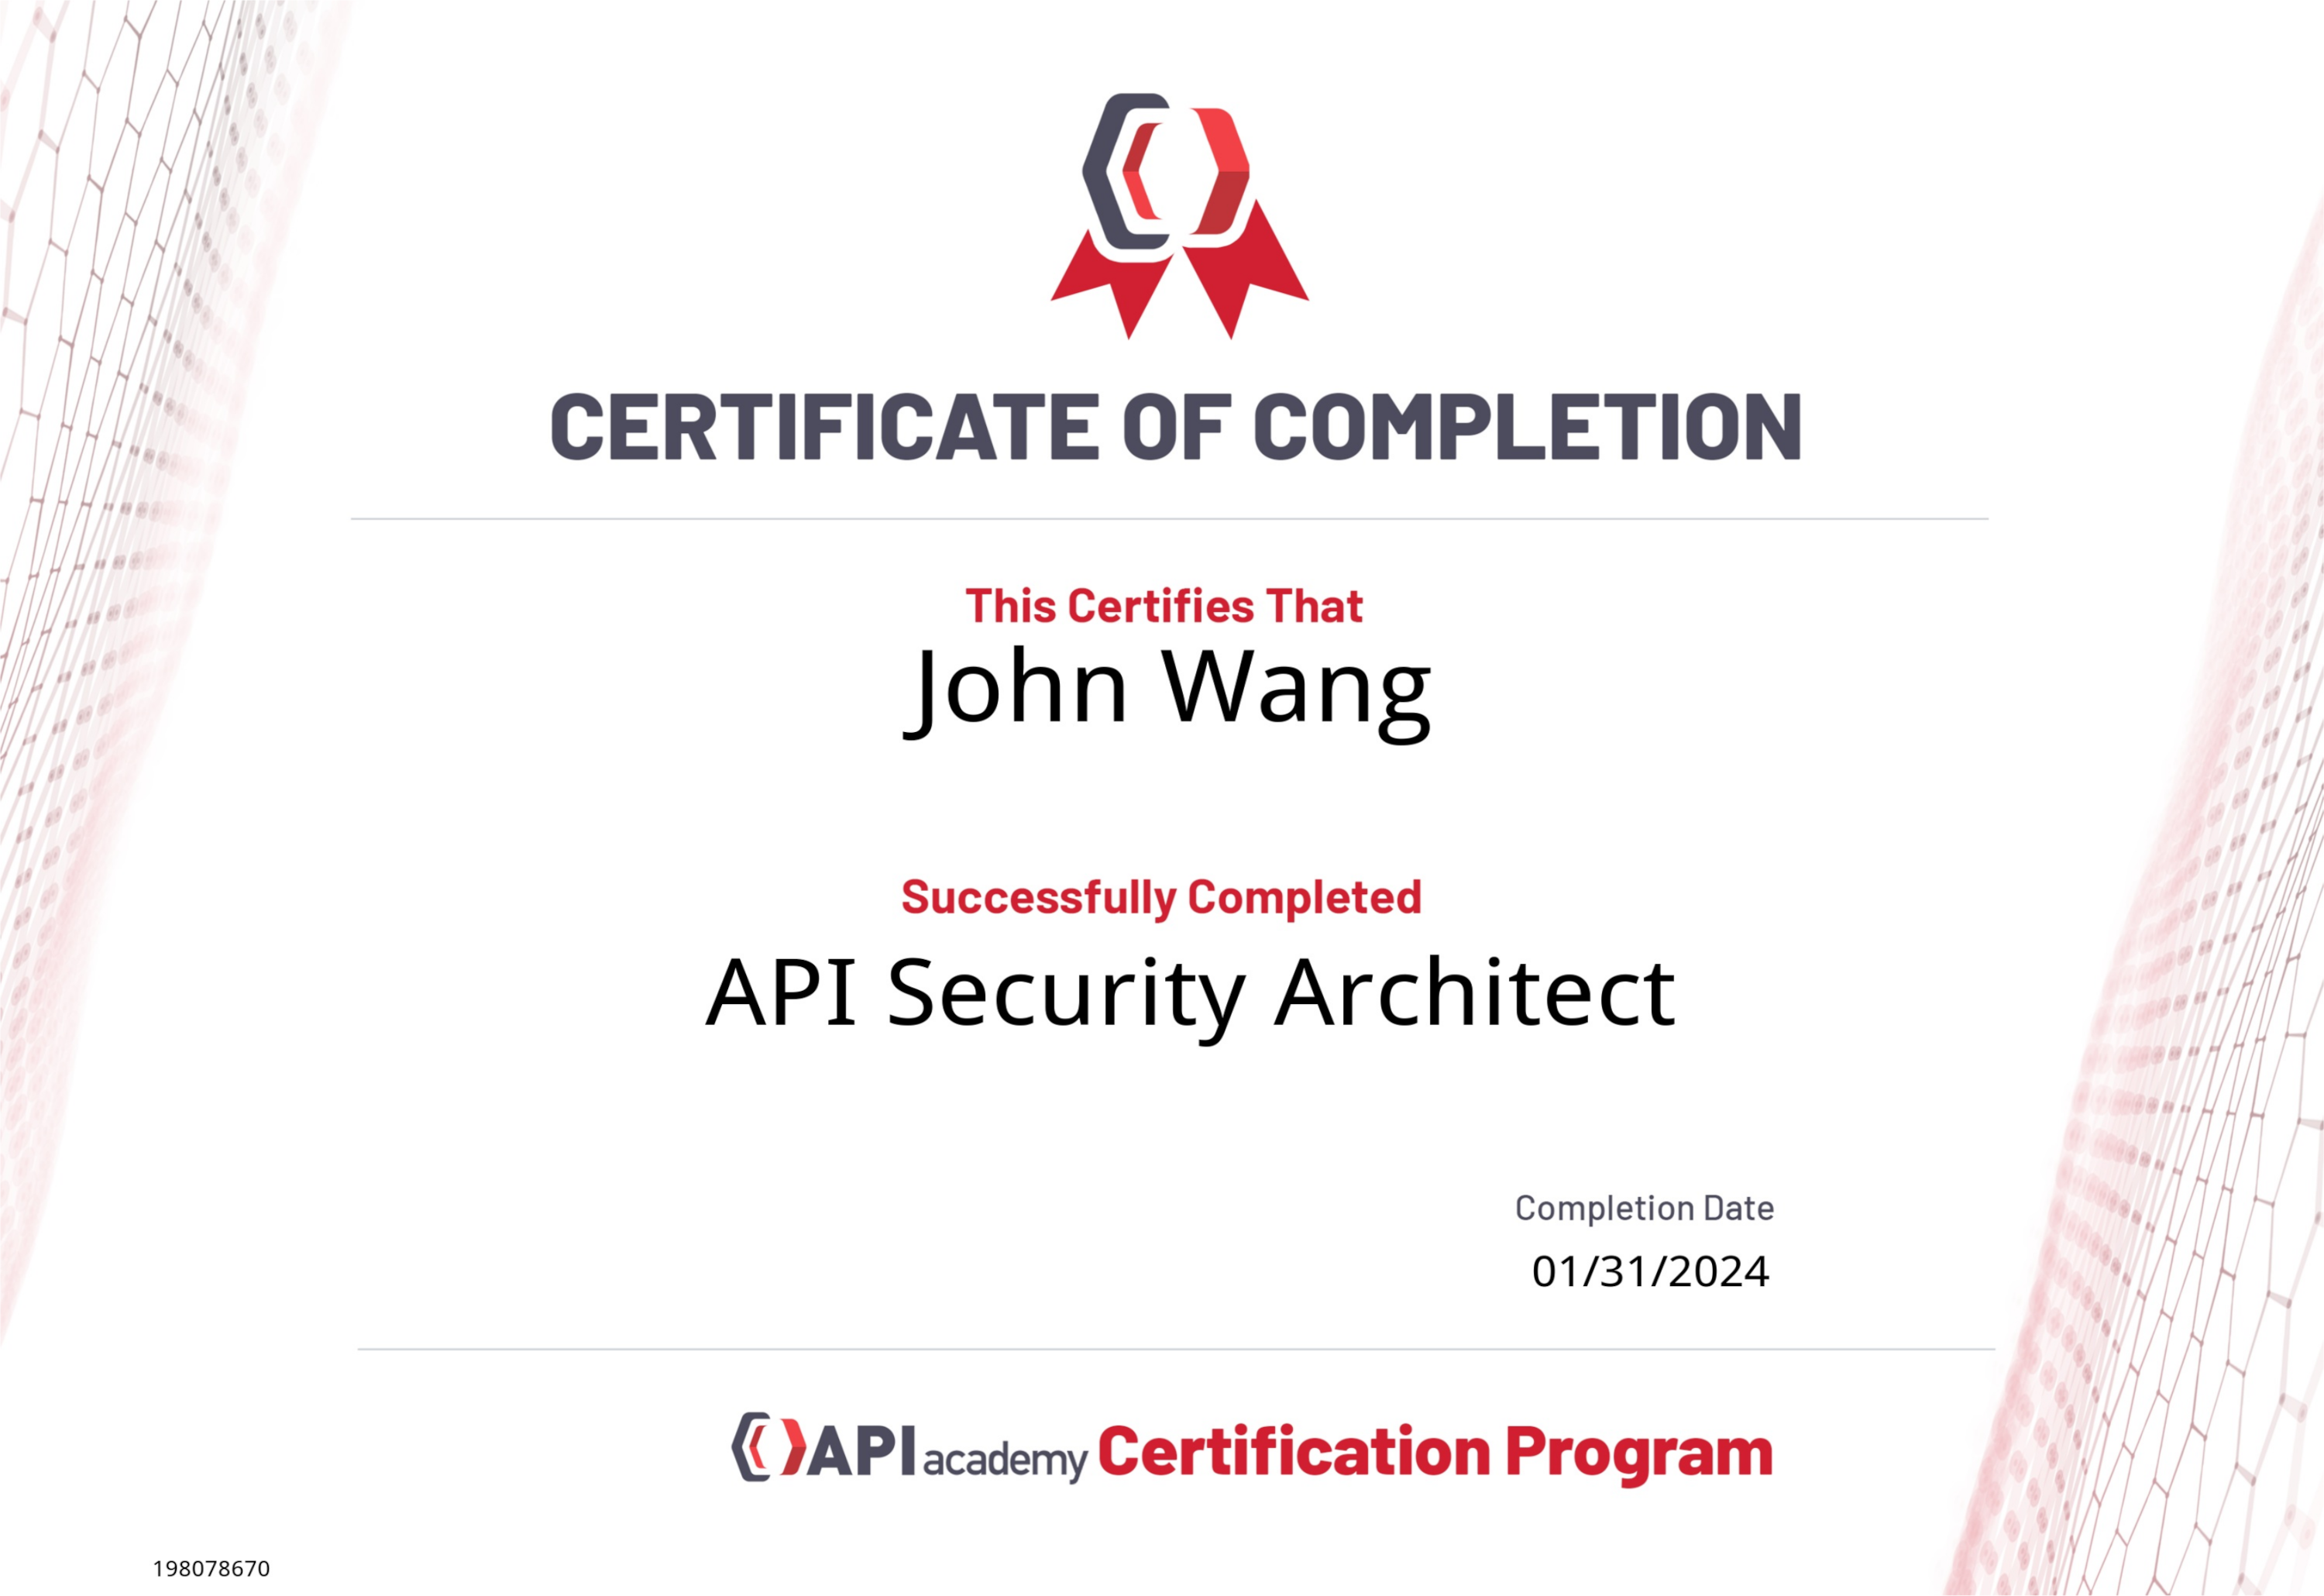 CERTIFICATE OF COMPLETION
This Certifies That
John Wang
Successfully Completed
API Security Architect
Completion Date
01/31/2024
API academy Certification Program
198078670